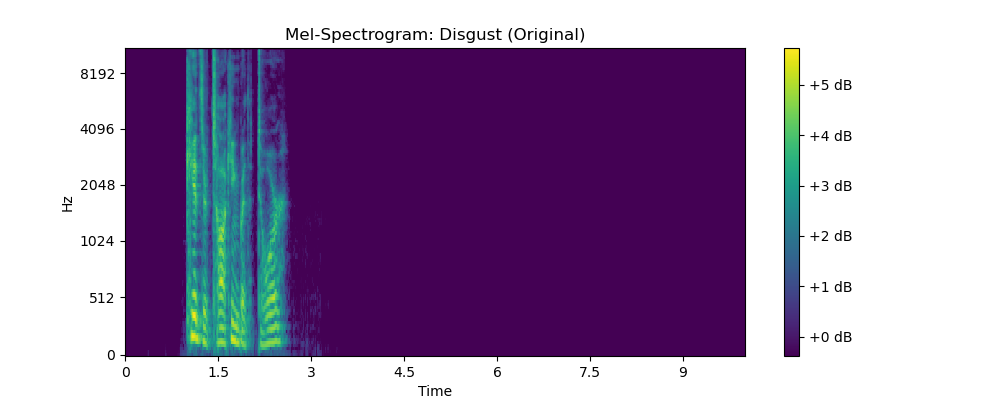 Mel-Spectrogram: Disgust (Original)
Hz
8192
4096
2048
1024
512
0
0 1.5 3 4.5 6 7.5 9
Time
+5 dB
+4 dB
+3 dB
+2 dB
+1 dB
+0 dB